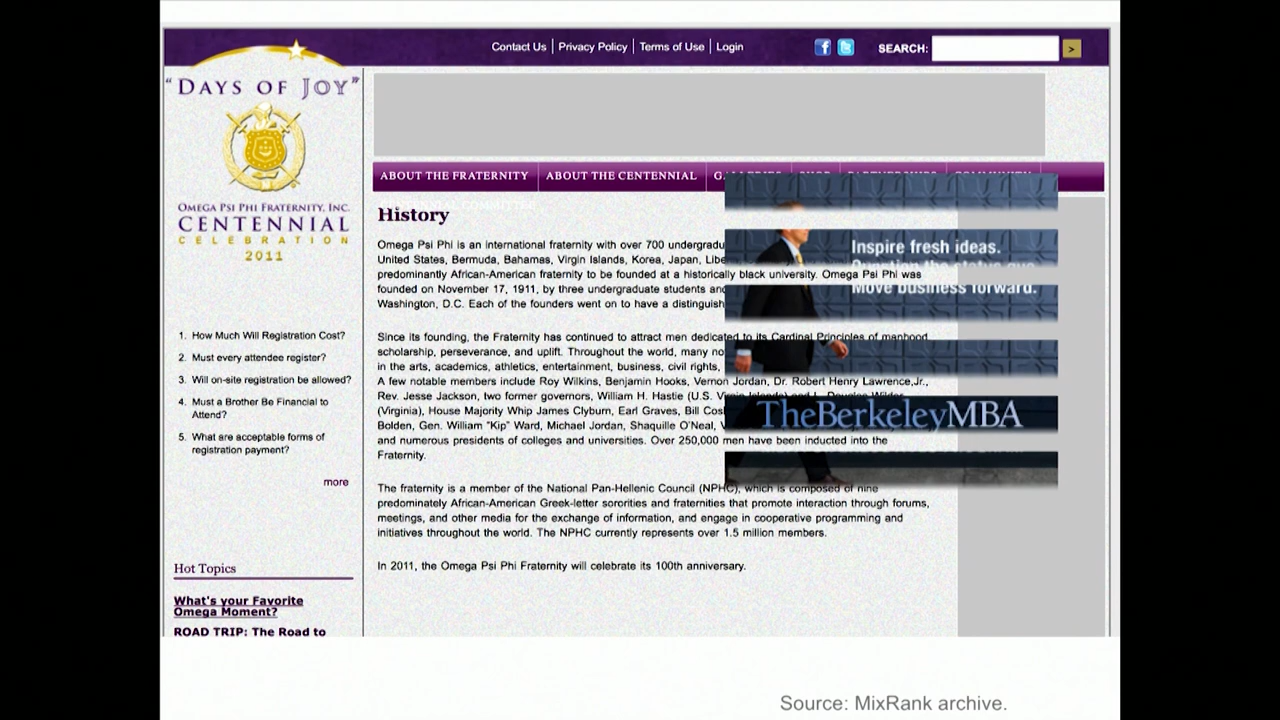 Contact Us | Privacy Policy | Terms of Use | Login
SEARCH:
>
"DAYS OF JOY"
OMEGA PSI PHI FRATERNITY, INC.
CENTENNIAL
CELEBRATION
2011
1. How Much Will Registration Cost?
2. Must every attendee register?
3. Will on-site registration be allowed?
4. Must a Brother Be Financial to
Attend?
5. What are acceptable forms of
registration payment?
more
Hot Topics
What's your Favorite
Omega Moment?
ROAD TRIP: The Road to
ABOUT THE FRATERNITY
ABOUT THE CENTENNIAL
History
Omega Psi Phi is an international fraternity with over 700
United States, Bermuda, Bahamas, Virgin Islands, Korea, Japan,
predominantly African-American fraternity to be founded at a historically black university. Omega Psi Phi was
founded on November 17, 1911, by three undergraduate students
Washington, D.C. Each of the founders went on to have a
Since its founding, the Fraternity has continued to attract men dedicated to its Cardinal Principles of manhood
scholarship, perseverance, and uplift. Throughout the world, many
in the arts, academics, athletics, entertainment, business, civil rights,
A few notable members include Roy Wilkins, Benjamin Hooks, Vernon Jordan, Dr. Robert Henry Lawrence,Jr.,
Rev. Jesse Jackson, two former governors, William H. Hastie (U.S.
(Virginia), House Majority Whip James Clyburn, Earl Graves, Bill
Bolden, Gen. William "Kip" Ward, Michael Jordan, Shaquille O'Neal,
and numerous presidents of colleges and universities. Over 250,000 men have been inducted into the
Fraternity.
The fraternity is a member of the National Pan-Hellenic Council (NPHC), which is composed of nine
predominately African-American Greek-letter sororities and fraternities that promote interaction through forums,
meetings, and other media for the exchange of information, and engage in cooperative programming and
initiatives throughout the world. The NPHC currently represents over 1.5 million members.
In 2011, the Omega Psi Phi Fraternity will celebrate its 100th anniversary.
Inspire fresh ideas.
Move business forward.
TheBerkeleyMBA
Source: MixRank archive.